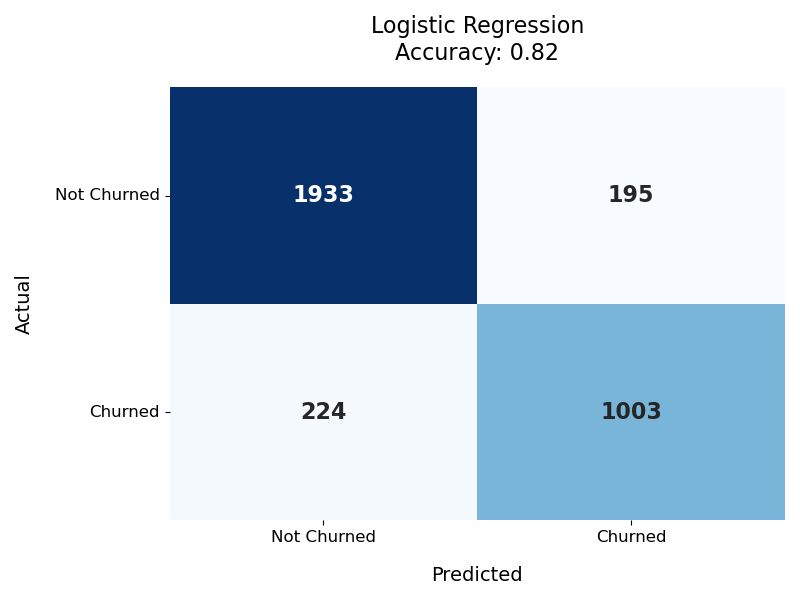 Logistic Regression
Accuracy: 0.82
Not Churned
1933
195
Actual
Churned
224
1003
Not Churned
Churned
Predicted